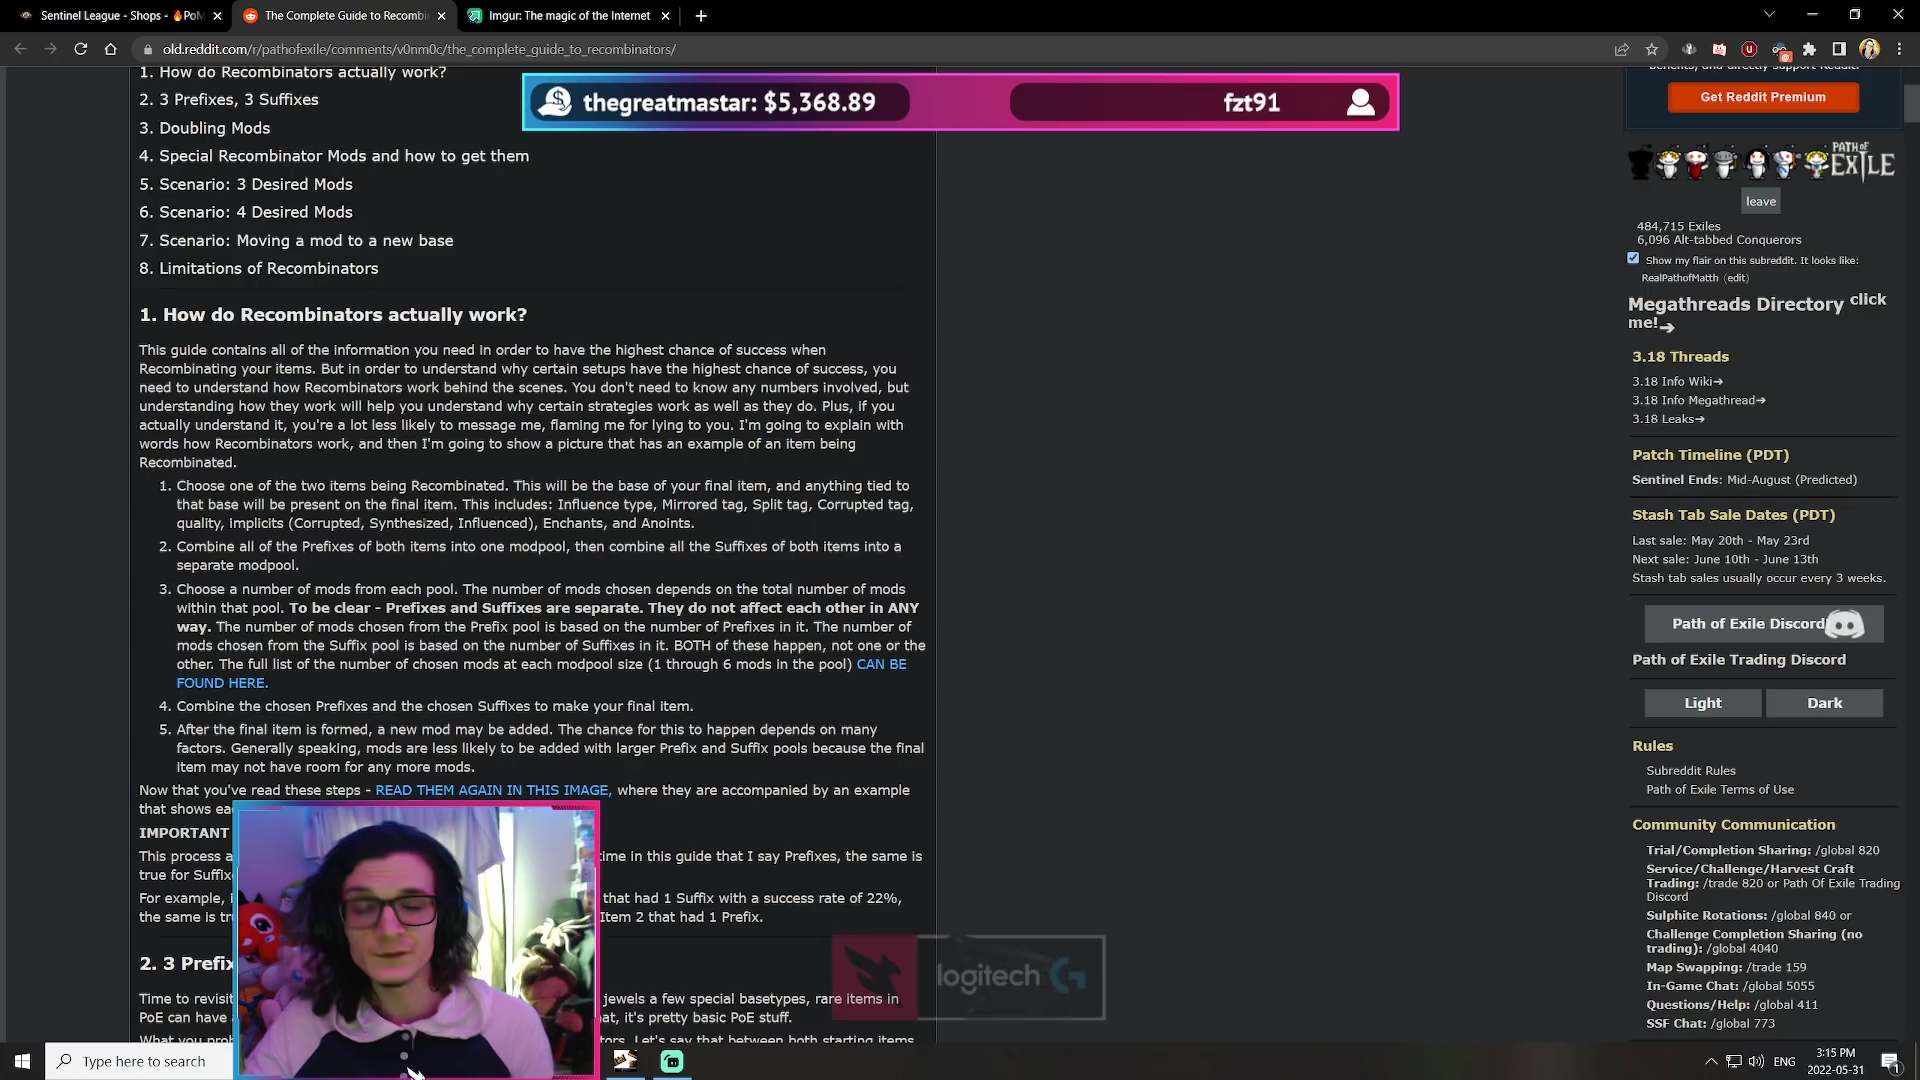 Sentinel League - Shops - 🔥PoM
The Complete Guide to Recombi
Imgur: The magic of the Internet
old.reddit.com/r/pathofexile/comments/v0nm0c/the_complete_guide_to_recombinators/
thegreatmastar: $5,368.89
fzt91
1. How do Recombinators actually work?
2. 3 Prefixes, 3 Suffixes
3. Doubling Mods
4. Special Recombinator Mods and how to get them
5. Scenario: 3 Desired Mods
6. Scenario: 4 Desired Mods
7. Scenario: Moving a mod to a new base
8. Limitations of Recombinators
1. How do Recombinators actually work?
This guide contains all of the information you need in order to have the highest chance of success when
Recombinating your items. But in order to understand why certain setups have the highest chance of success, you
need to understand how Recombinators work behind the scenes. You don't need to know any numbers involved, but
understanding how they work will help you understand why certain strategies work as well as they do. Plus, if you
actually understand it, you're a lot less likely to message me, flaming me for lying to you. I'm going to explain with
words how Recombinators work, and then I'm going to show a picture that has an example of an item being
Recombinated.
1. Choose one of the two items being Recombinated. This will be the base of your final item, and anything tied to
that base will be present on the final item. This includes: Influence type, Mirrored tag, Split tag, Corrupted tag,
quality, implicits (Corrupted, Synthesized, Influenced), Enchants, and Anoints.
2. Combine all of the Prefixes of both items into one modpool, then combine all the Suffixes of both items into a
separate modpool.
3. Choose a number of mods from each pool. The number of mods chosen depends on the total number of mods
within that pool. To be clear - Prefixes and Suffixes are separate. They do not affect each other in ANY
way. The number of mods chosen from the Prefix pool is based on the number of Prefixes in it. The number of
mods chosen from the Suffix pool is based on the number of Suffixes in it. BOTH of these happen, not one or the
other. The full list of the number of chosen mods at each modpool size (1 through 6 mods in the pool) CAN BE
FOUND HERE.
4. Combine the chosen Prefixes and the chosen Suffixes to make your final item.
5. After the final item is formed, a new mod may be added. The chance for this to happen depends on many
factors. Generally speaking, mods are less likely to be added with larger Prefix and Suffix pools because the final
item may not have room for any more mods.
Now that you've read these steps - READ THEM AGAIN IN THIS IMAGE, where they are accompanied by an example
that shows ea
IMPORTANT
This process a
ime in this guide that I say Prefixes, the same is
true for Suffix
For example, i
that had 1 Suffix with a success rate of 22%,
the same is tru
Item 2 that had 1 Prefix.
2. 3 Prefix
Time to revisit
jewels a few special basetypes, rare items in
PoE can have
at, it's pretty basic PoE stuff.
What you prob
tors. Let's say that between both starting items
logitech G
benefits, and directly support Reddit.
Get Reddit Premium
PATH OF EXILE
leave
484,715 Exiles
6,096 Alt-tabbed Conquerors
Show my flair on this subreddit. It looks like:
RealPathofMatth (edit)
Megathreads Directory click
me!→
3.18 Threads
3.18 Info Wiki→
3.18 Info Megathread→
3.18 Leaks→
Patch Timeline (PDT)
Sentinel Ends: Mid-August (Predicted)
Stash Tab Sale Dates (PDT)
Last sale: May 20th - May 23rd
Next sale: June 10th - June 13th
Stash tab sales usually occur every 3 weeks.
Path of Exile Discord
Path of Exile Trading Discord
Light
Dark
Rules
Subreddit Rules
Path of Exile Terms of Use
Community Communication
Trial/Completion Sharing: /global 820
Service/Challenge/Harvest Craft
Trading: /trade 820 or Path Of Exile Trading
Discord
Sulphite Rotations: /global 840 or
Challenge Completion Sharing (no
trading): /global 4040
Map Swapping: /trade 159
In-Game Chat: /global 5055
Questions/Help: /global 411
SSF Chat: /global 773
Type here to search
ENG
3:15 PM
2022-05-31
1